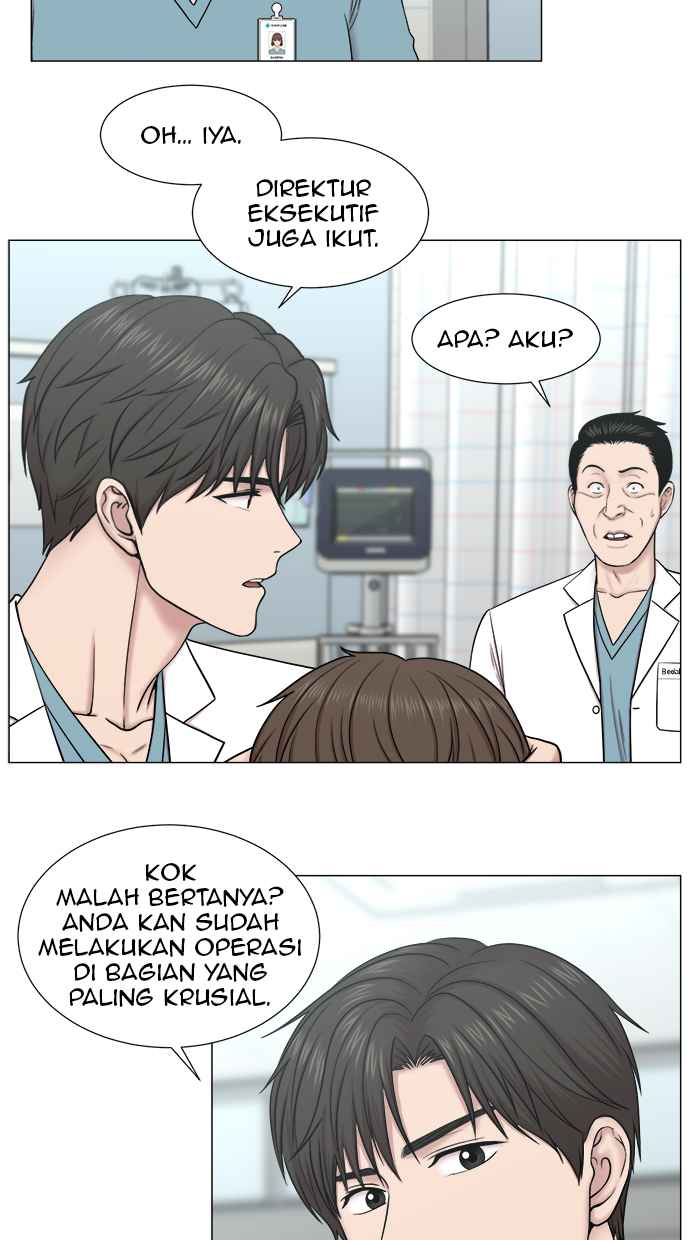 OH... IYA.
DIREKTUR
EKSEKUTIF
JUGA IKUT.
APA? AKU?
KOK
MALAH BERTANYA?
ANDA KAN SUDAH
MELAKUKAN OPERASI
DI BAGIAN YANG
PALING KRUSIAL.